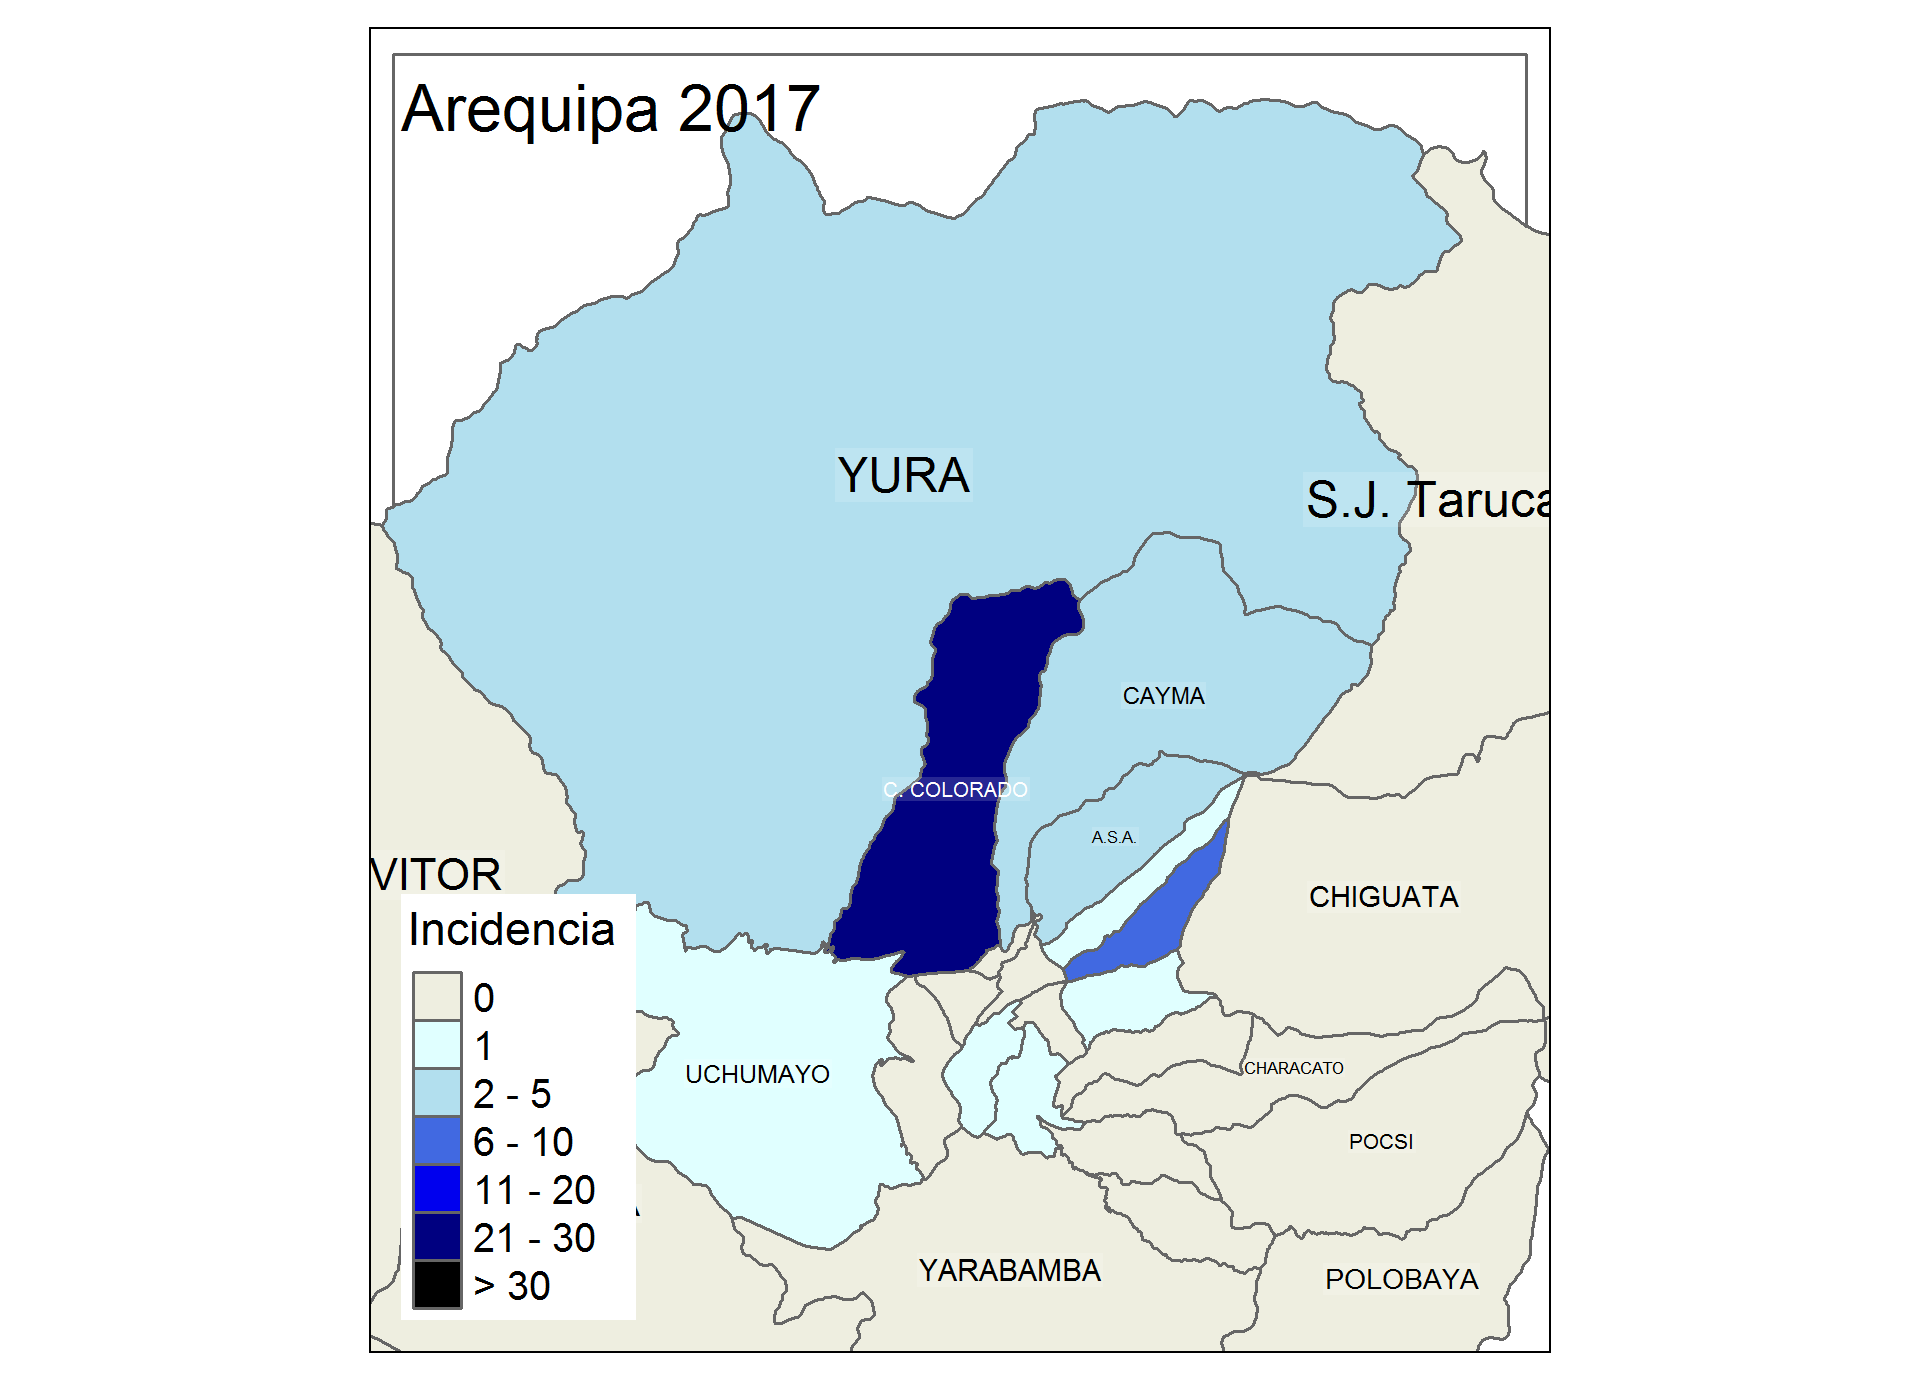 Arequipa 2017
YURA
S.J. Taruca
CAYMA
C. COLORADO
A.S.A.
VITOR
CHIGUATA
Incidencia
0
1
2 - 5
6 - 10
11 - 20
21 - 30
> 30
UCHUMAYO
CHARACATO
POCSI
YARABAMBA
POLOBAYA